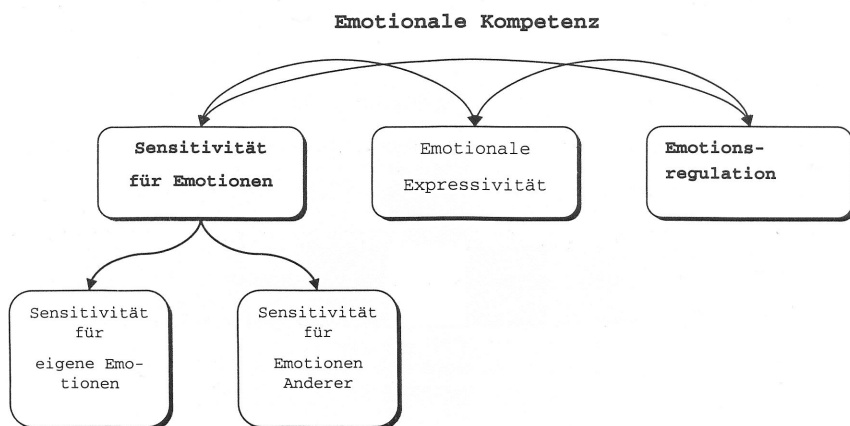 Emotionale Kompetenz
Sensitivität
für Emotionen
Emotionale
Expressivität
Emotions-
regulation
Sensitivität
für
eigene Emo-
tionen
Sensitivität
für
Emotionen
Anderer